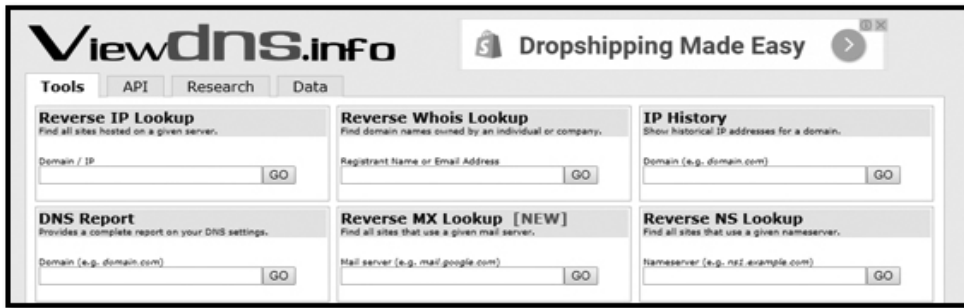 Viewdns.info
Dropshipping Made Easy
Tools API Research Data
Reverse IP Lookup
Find all sites hosted on a given server.
Domain / IP
GO
Reverse Whois Lookup
Find domain names owned by an individual or company.
Registrant Name or Email Address
GO
IP History
Show historical IP addresses for a domain.
Domain (e.g. domain.com)
GO
DNS Report
Provides a complete report on your DNS settings.
Domain (e.g. domain.com)
GO
Reverse MX Lookup [NEW]
Find all sites that use a given mail server.
Mail server (e.g. mail.google.com)
GO
Reverse NS Lookup
Find all sites that use a given nameserver.
Nameserver (e.g. ns1.example.com)
GO